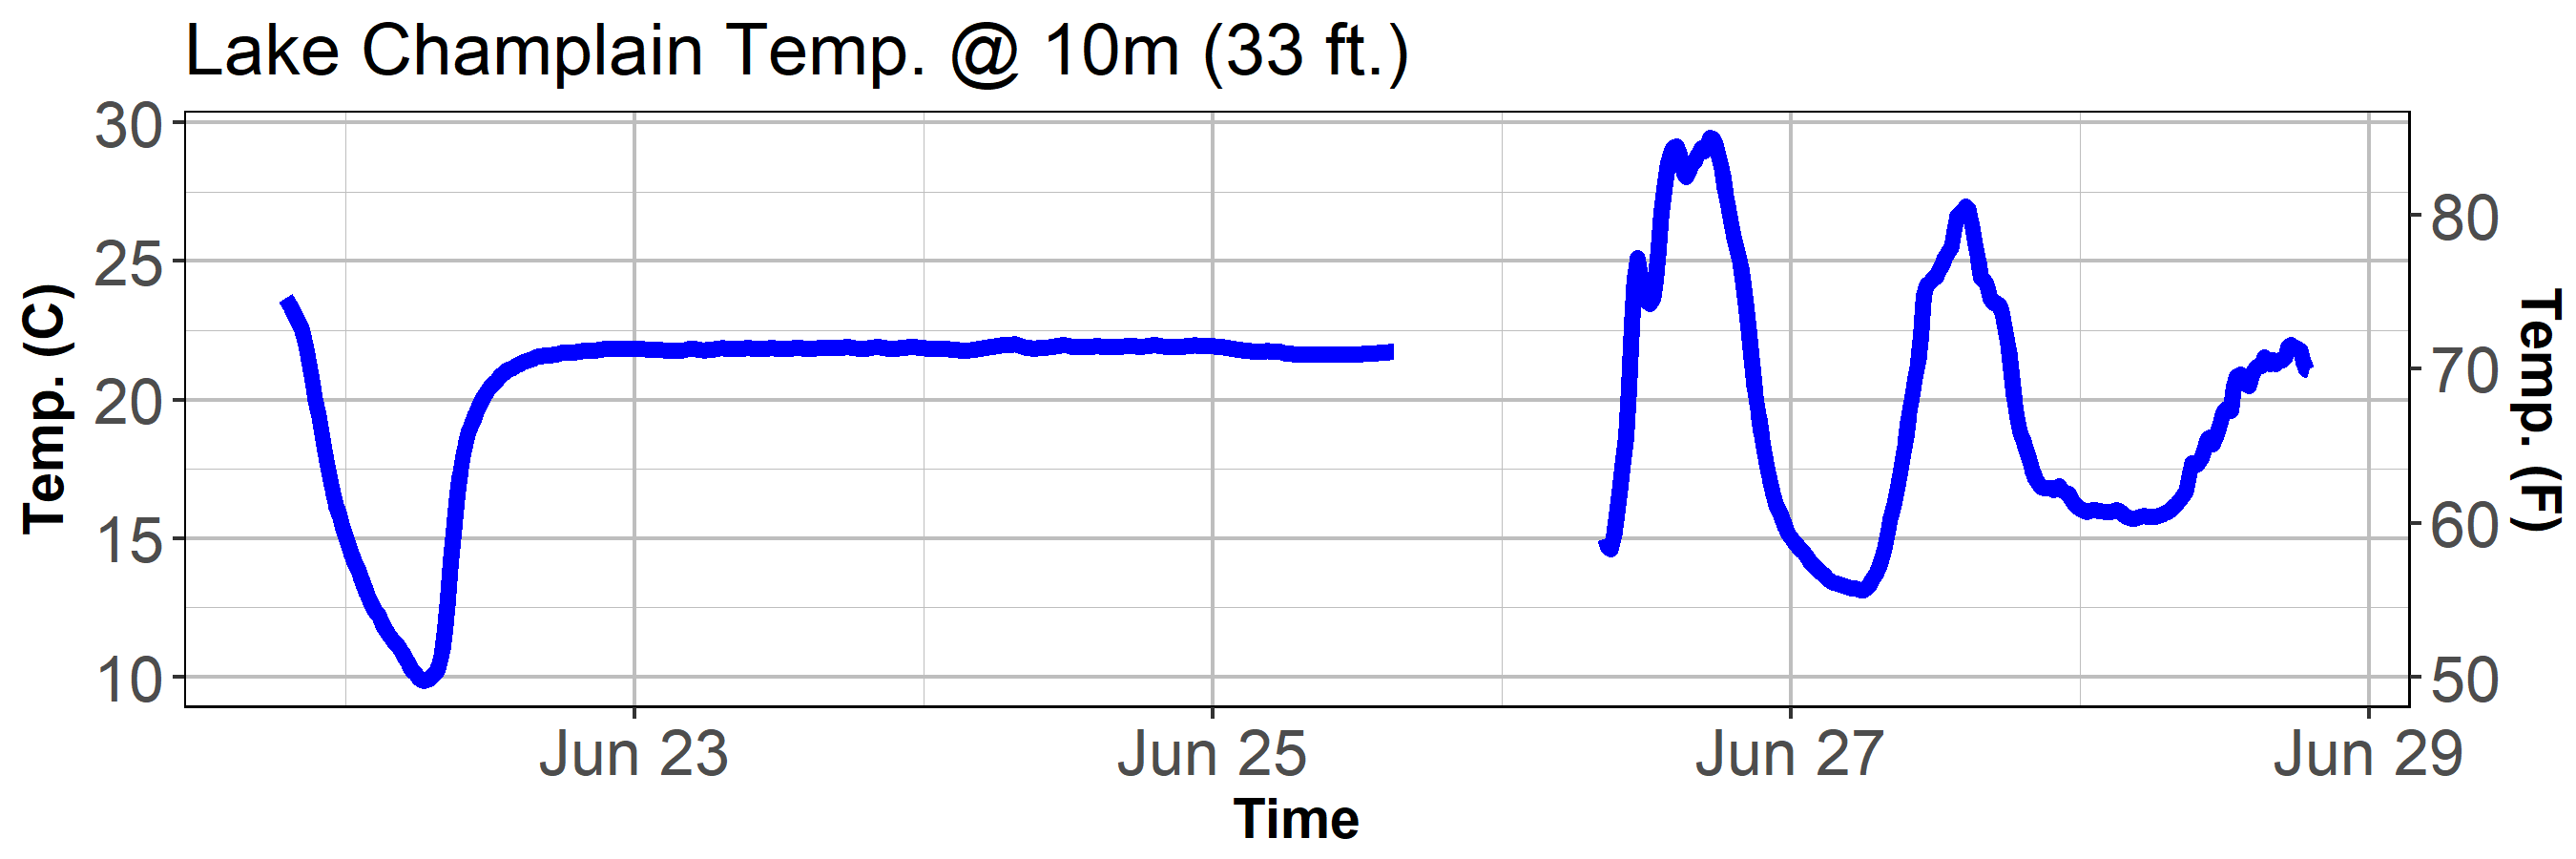 Lake Champlain Temp. @ 10m (33 ft.)
Temp. (C)
30
25
20
15
10
80
70
60
50
Temp. (F)
Jun 23
Jun 25
Jun 27
Jun 29
Time